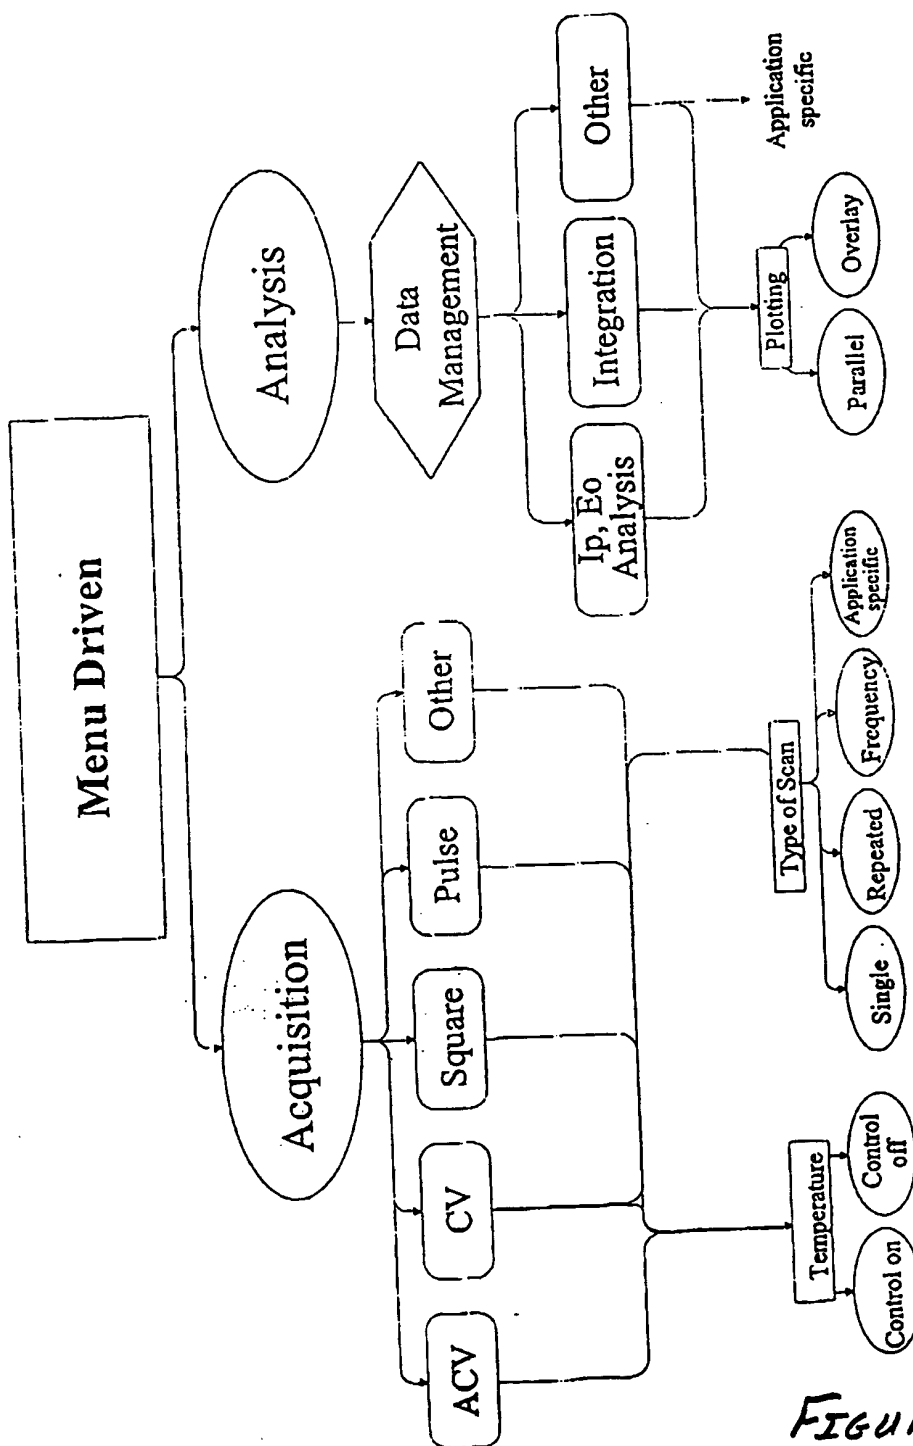 Menu Driven
Acquisition
Analysis
ACV
CV
Square
Pulse
Other
Data
Management
Ip, Eo
Analysis
Integration
Other
Temperature
Control on
Control
off
Type of Scan
Single
Repeated
Frequency
Application
specific
Plotting
Parallel
Overlay
Application
specific